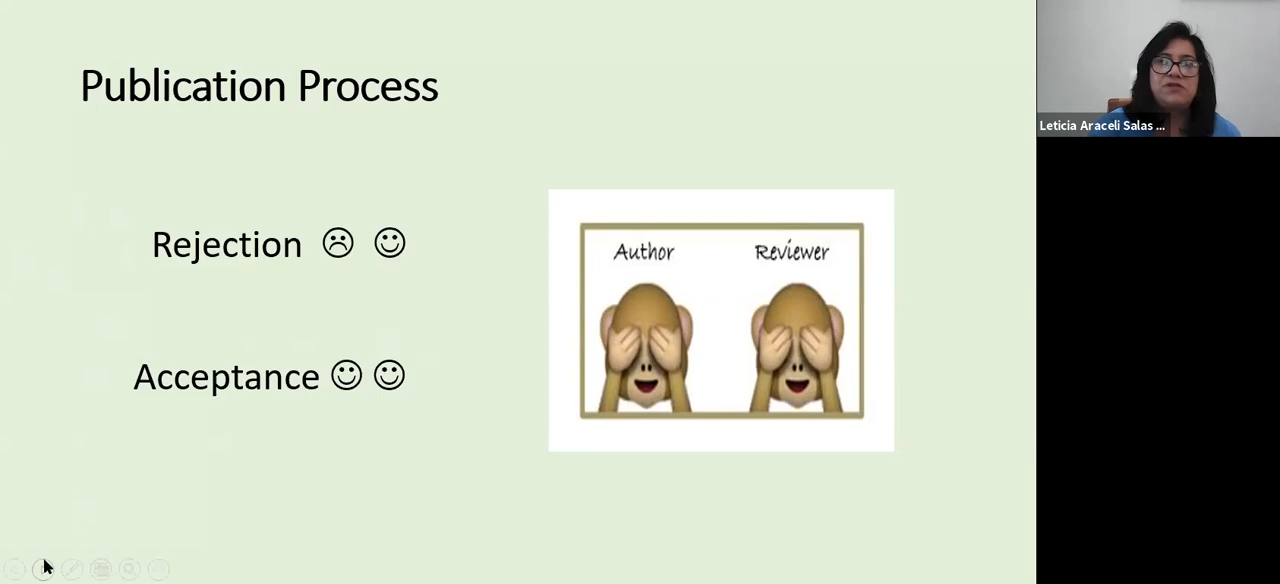 Publication Process
Rejection ☹ ☺
Acceptance ☺ ☺
Author Reviewer
Leticia Araceli Salas ...